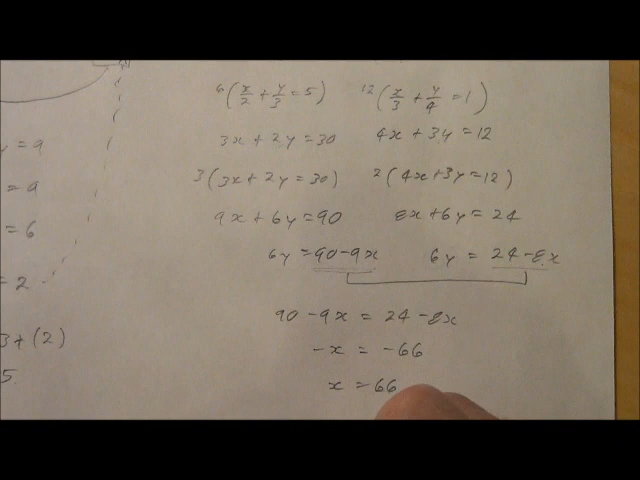 y = 9
= 9
= 6
= 2
3+(2)
5.
6(x/2 + y/3 = 5) 12(x/3 + y/4 = 1)
3x + 2y = 30 4x + 3y = 12
3(3x + 2y = 30) 2(4x + 3y = 12)
9x + 6y = 90 8x + 6y = 24
6y = 90 - 9x 6y = 24 - 8x
90 - 9x = 24 - 8x
-x = -66
x = 66